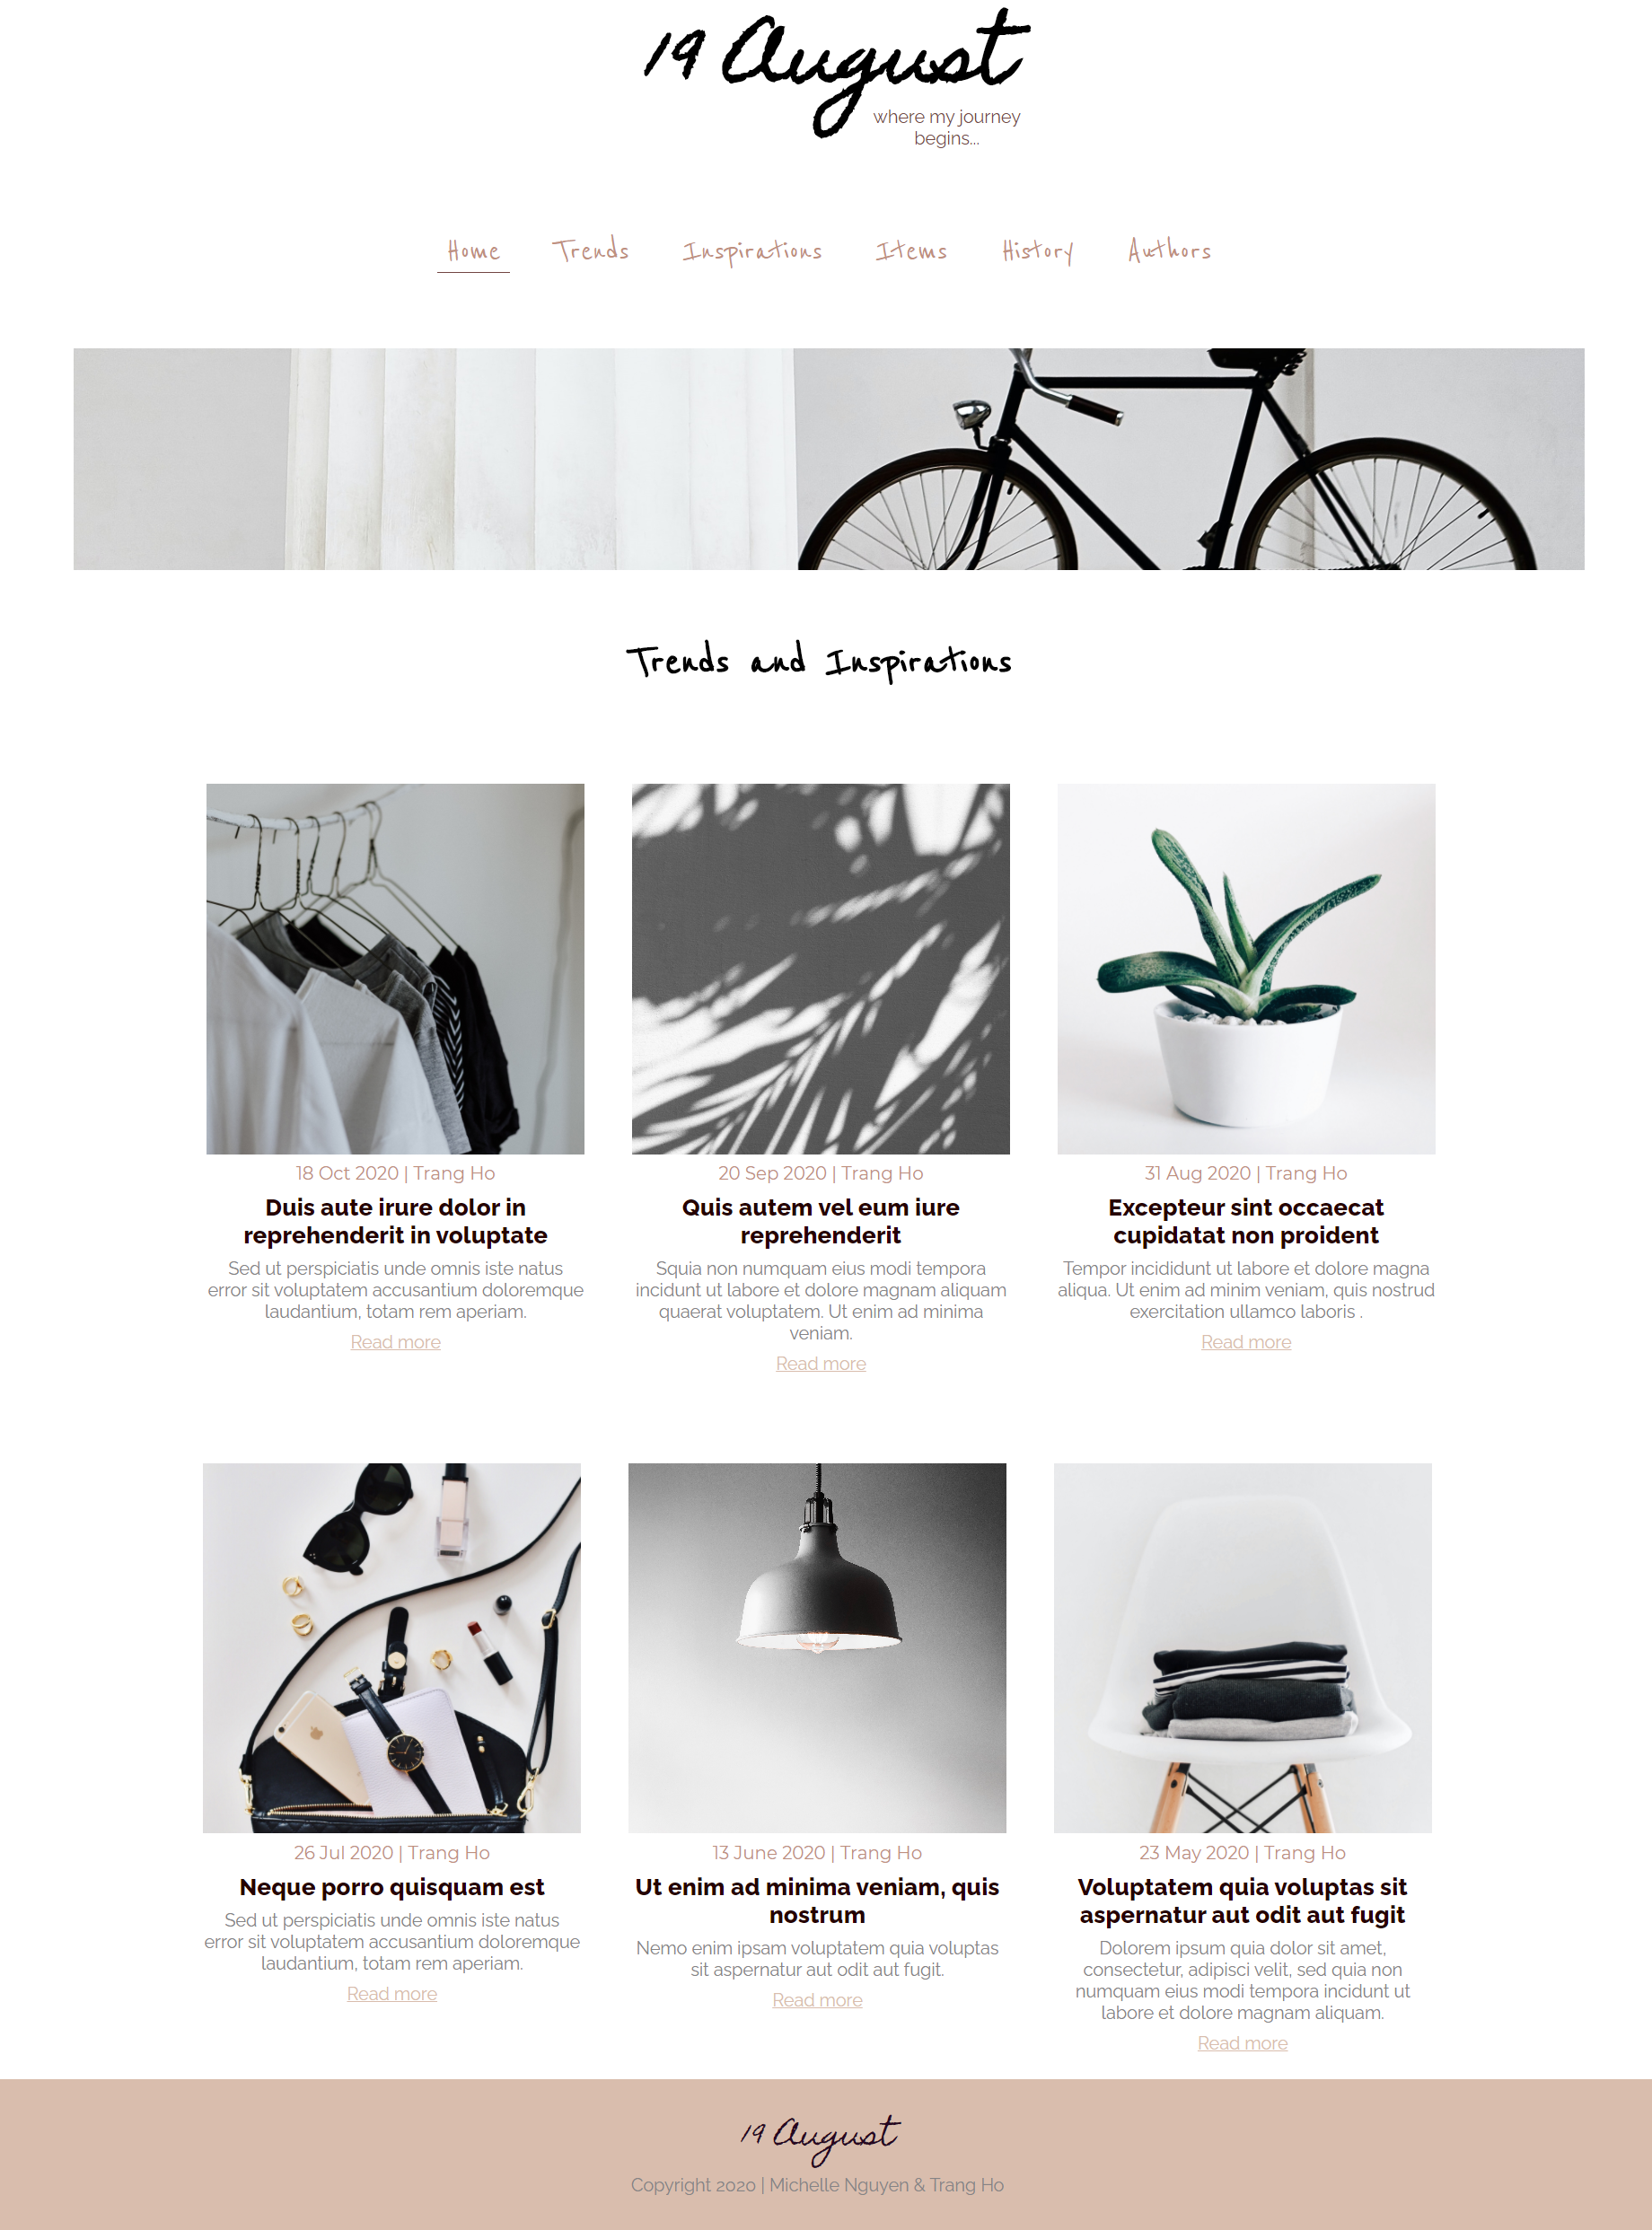 19 August
where my journey
begins...
Home Trends Inspirations Items History Authors
Trends and Inspirations
18 Oct 2020 | Trang Ho
Duis aute irure dolor in
reprehenderit in voluptate
Sed ut perspiciatis unde omnis iste natus
error sit voluptatem accusantium doloremque
laudantium, totam rem aperiam.
Read more
20 Sep 2020 | Trang Ho
Quis autem vel eum iure
reprehenderit
Squia non numquam eius modi tempora
incidunt ut labore et dolore magnam aliquam
quaerat voluptatem. Ut enim ad minima
veniam.
Read more
31 Aug 2020 | Trang Ho
Excepteur sint occaecat
cupidatat non proident
Tempor incididunt ut labore et dolore magna
aliqua. Ut enim ad minim veniam, quis nostrud
exercitation ullamco laboris .
Read more
26 Jul 2020 | Trang Ho
Neque porro quisquam est
Sed ut perspiciatis unde omnis iste natus
error sit voluptatem accusantium doloremque
laudantium, totam rem aperiam.
Read more
13 June 2020 | Trang Ho
Ut enim ad minima veniam, quis
nostrum
Nemo enim ipsam voluptatem quia voluptas
sit aspernatur aut odit aut fugit.
Read more
23 May 2020 | Trang Ho
Voluptatem quia voluptas sit
aspernatur aut odit aut fugit
Dolorem ipsum quia dolor sit amet,
consectetur, adipisci velit, sed quia non
numquam eius modi tempora incidunt ut
labore et dolore magnam aliquam.
Read more
19 August
Copyright 2020 | Michelle Nguyen & Trang Ho